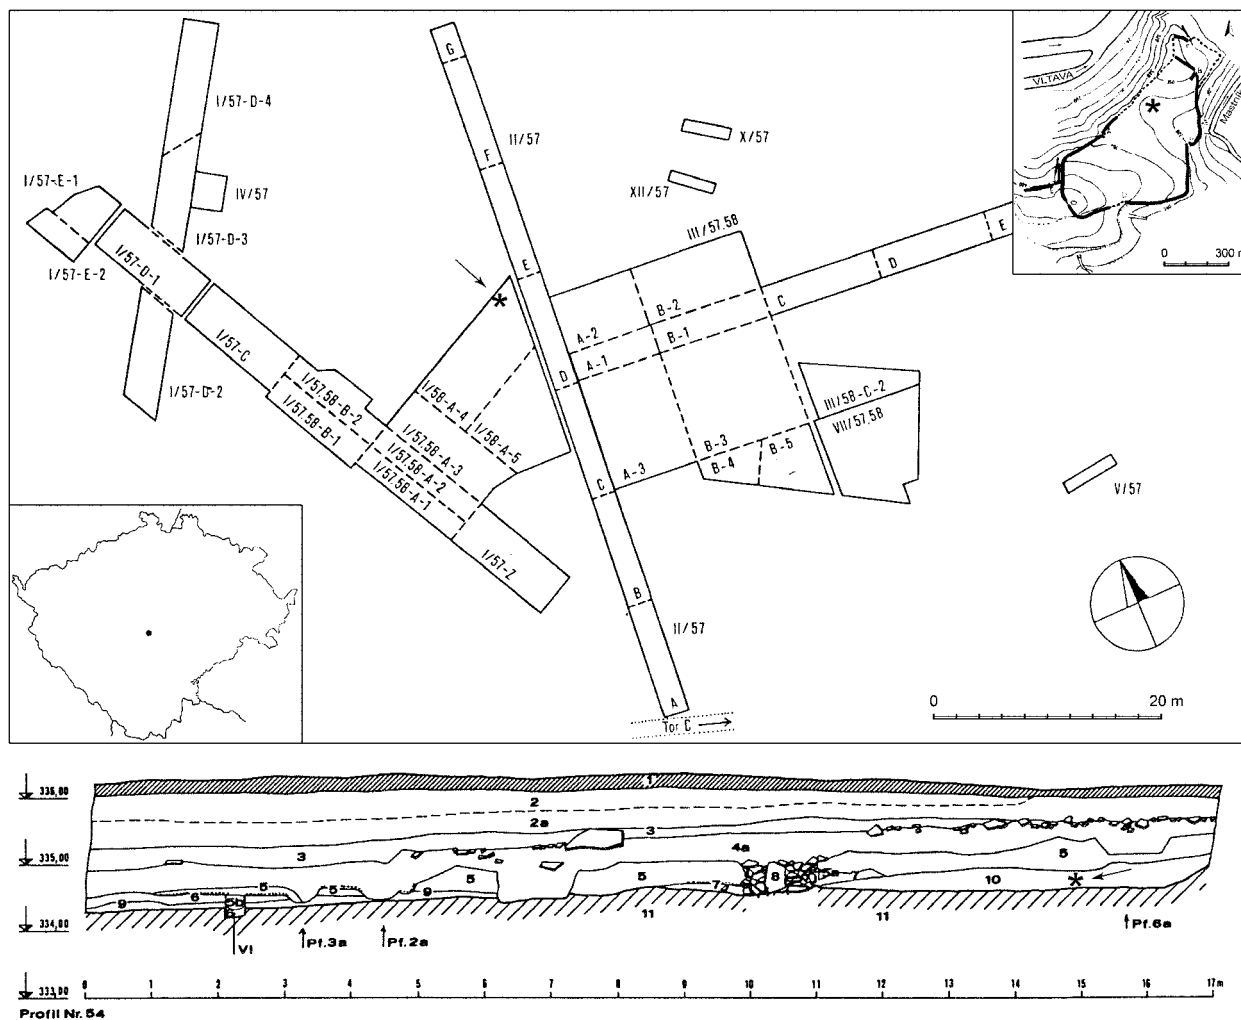 G
I/57-D-4
II/57
X/57
VLTAVA
F
I/57-E-1
IV/57
XII/57
I/57-D-3
III/57.58
E
0 300 m
I/57-E-2
I/57-D-1
E
D
B-2
C
A-2
B-1
I/57-C
A-1
D
I/57-D-2
I/57.58-B-2
I/58-A-4
III/58-C-2
I/57.58-B-1
I/58-A-5
VII/57.58
I/57.58-A-3
B-3
B-5
I/57.58-A-2
A-3
B-4
I/57.58-A-1
C
V/57
I/57-Z
B
II/57
A
0 20 m
Tor C
336,00
1
2
2a
3
3
4a
335,00
5
5
5
5
5
7
8
7
10
6
9
9
11
11
334,00
VI
Pf.3a
Pf.2a
Pf.6a
333,00
0 1 2 3 4 5 6 7 8 9 10 11 12 13 14 15 16 17m
Profil Nr. 54